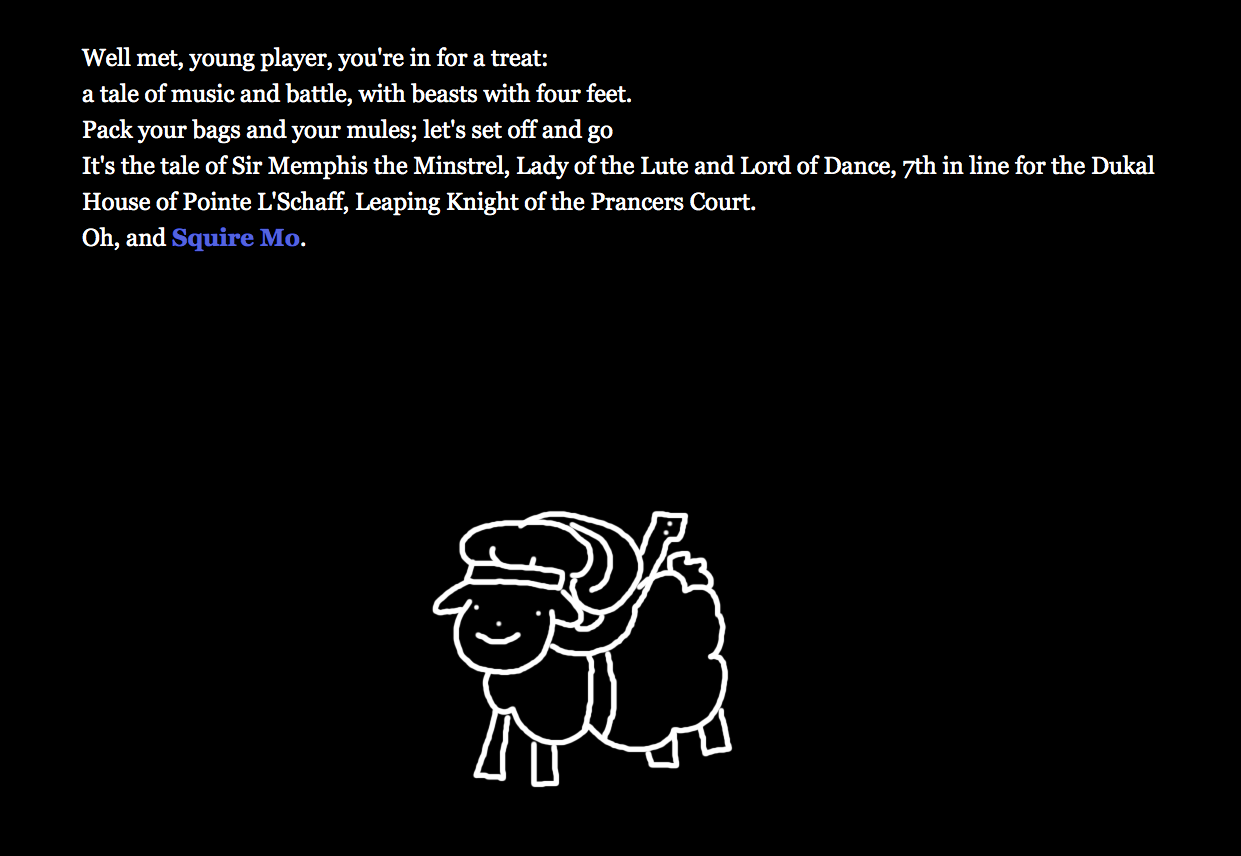 Well met, young player, you're in for a treat:
a tale of music and battle, with beasts with four feet.
Pack your bags and your mules; let's set off and go
It's the tale of Sir Memphis the Minstrel, Lady of the Lute and Lord of Dance, 7th in line for the Dukal
House of Pointe L'Schaff, Leaping Knight of the Prancers Court.
Oh, and Squire Mo.